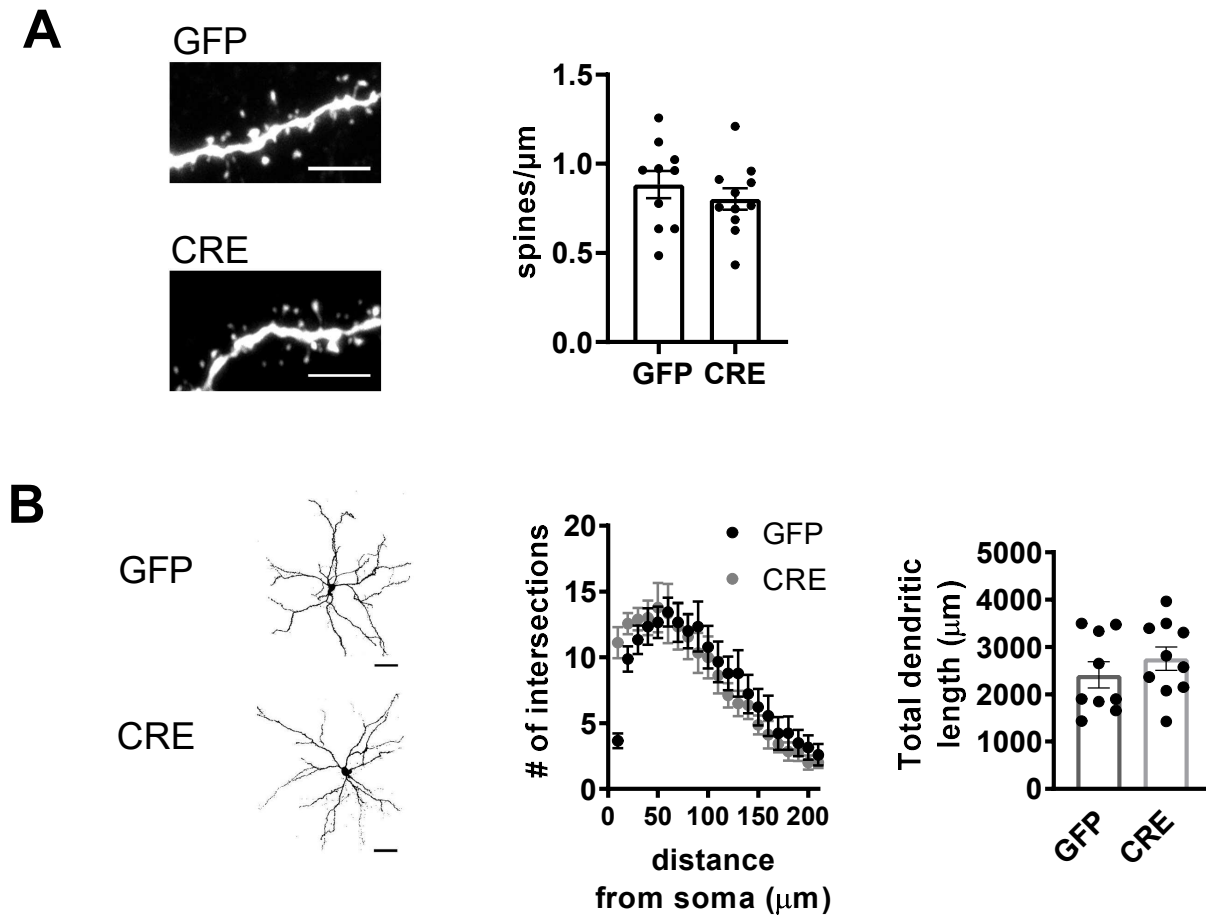 A
GFP
CRE
spines/µm
1.5
1.0
0.5
0.0
GFP CRE
B
GFP
CRE
# of intersections
20
15
10
5
0
0 50 100 150 200
distance
from soma (μm)
GFP
CRE
Total dendritic
length (μm)
5000
4000
3000
2000
1000
0
GFP
CRE